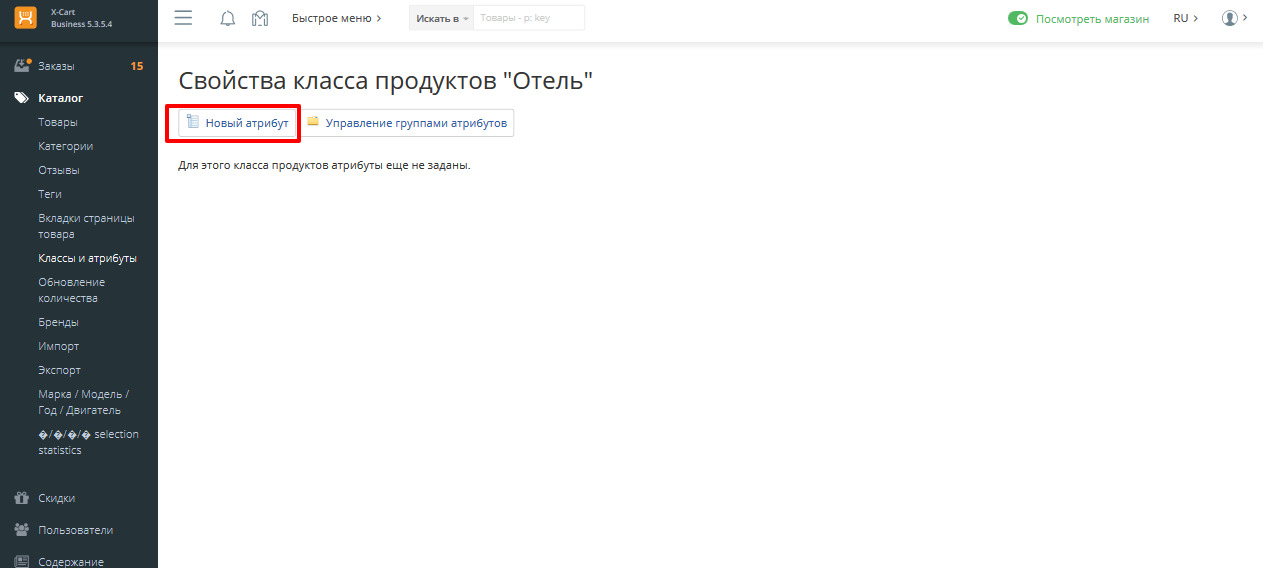 X-Cart
Business 5.3.5.4
Быстрое меню
Искать в
Товары - p: key
Посмотреть магазин
RU
Заказы
15
Каталог
Товары
Категории
Отзывы
Теги
Вкладки страницы
товара
Классы и атрибуты
Обновление
количества
Бренды
Импорт
Экспорт
Марка / Модель /
Год / Двигатель
�/�/�/� selection
statistics
Скидки
Пользователи
Содержание
Свойства класса продуктов "Отель"
Новый атрибут
Управление группами атрибутов
Для этого класса продуктов атрибуты еще не заданы.